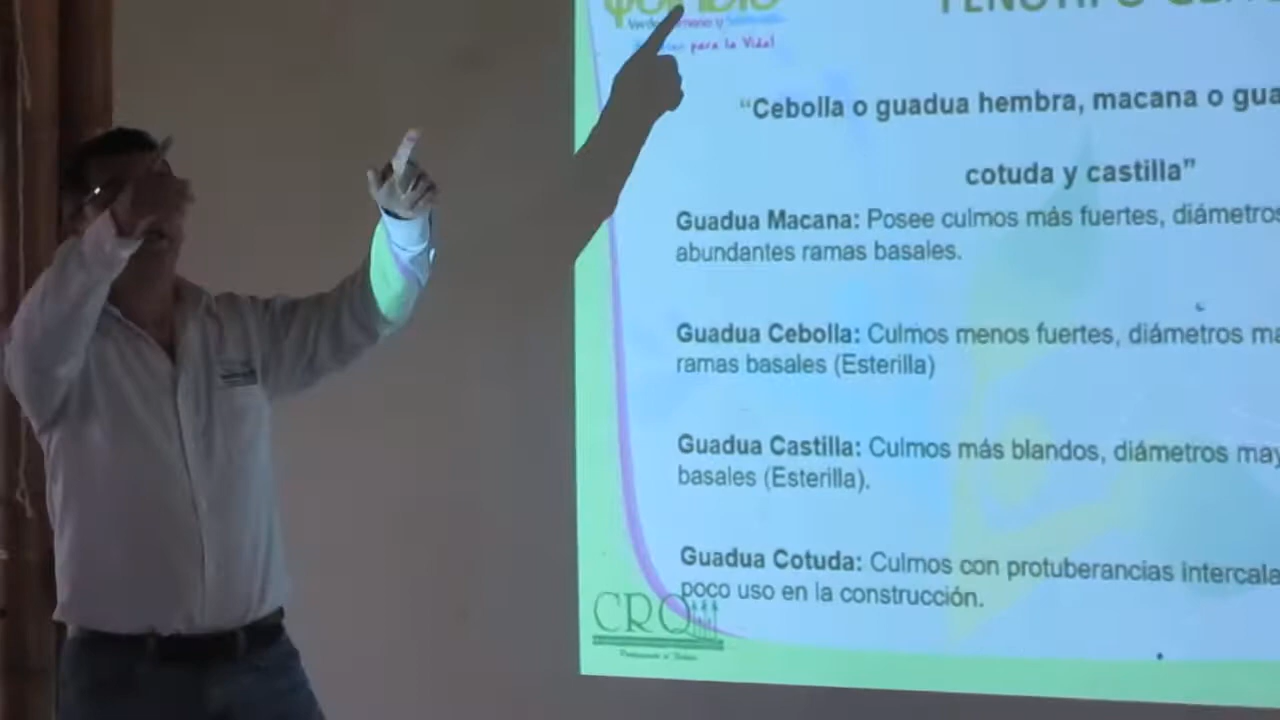 para la Vida!
“Cebolla o guadua hembra, macana o gua
cotuda y castilla”
Guadua Macana: Posee culmos más fuertes, diámetros
abundantes ramas basales.
Guadua Cebolla: Culmos menos fuertes, diámetros ma
ramas basales (Esterilla)
Guadua Castilla: Culmos más blandos, diámetros may
basales (Esterilla).
Guadua Cotuda: Culmos con protuberancias intercala
poco uso en la construcción.
CRQ